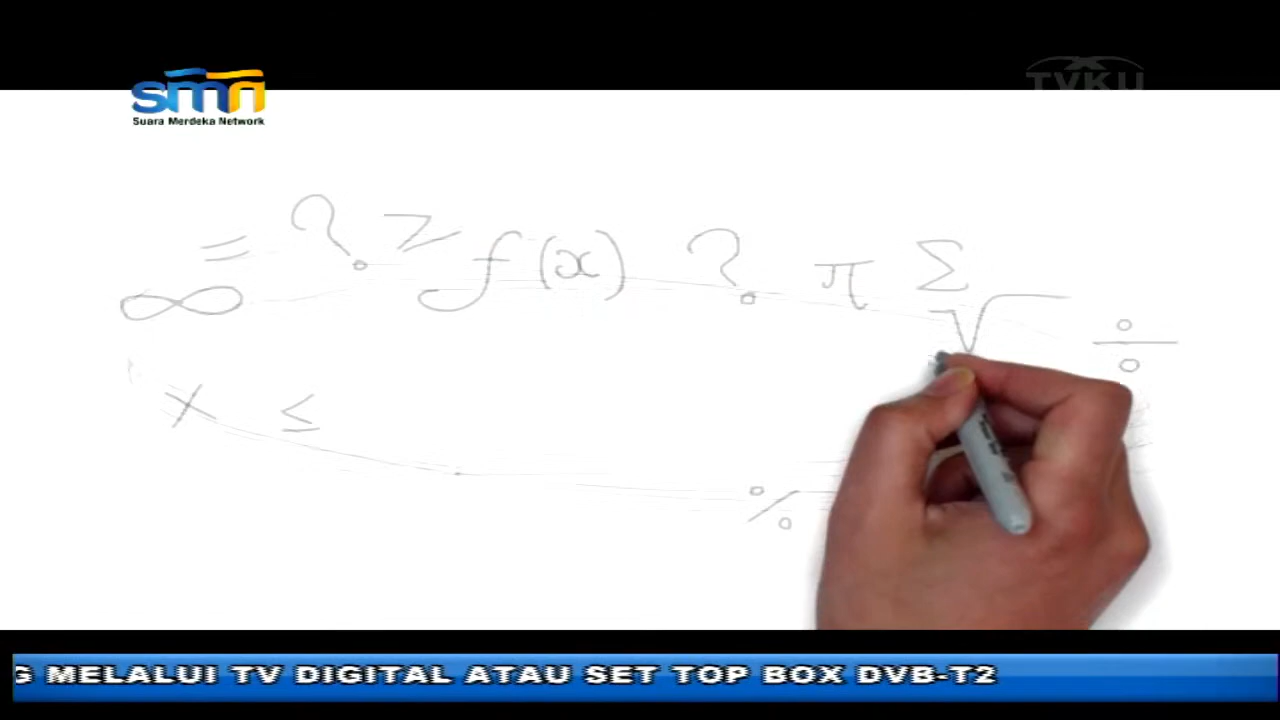 smn
Suara Merdeka Network
TVKU
= ? ≥ f(x) ? π Σ
∞ √ ÷
× ≤
%
G MELALUI TV DIGITAL ATAU SET TOP BOX DVB-T2